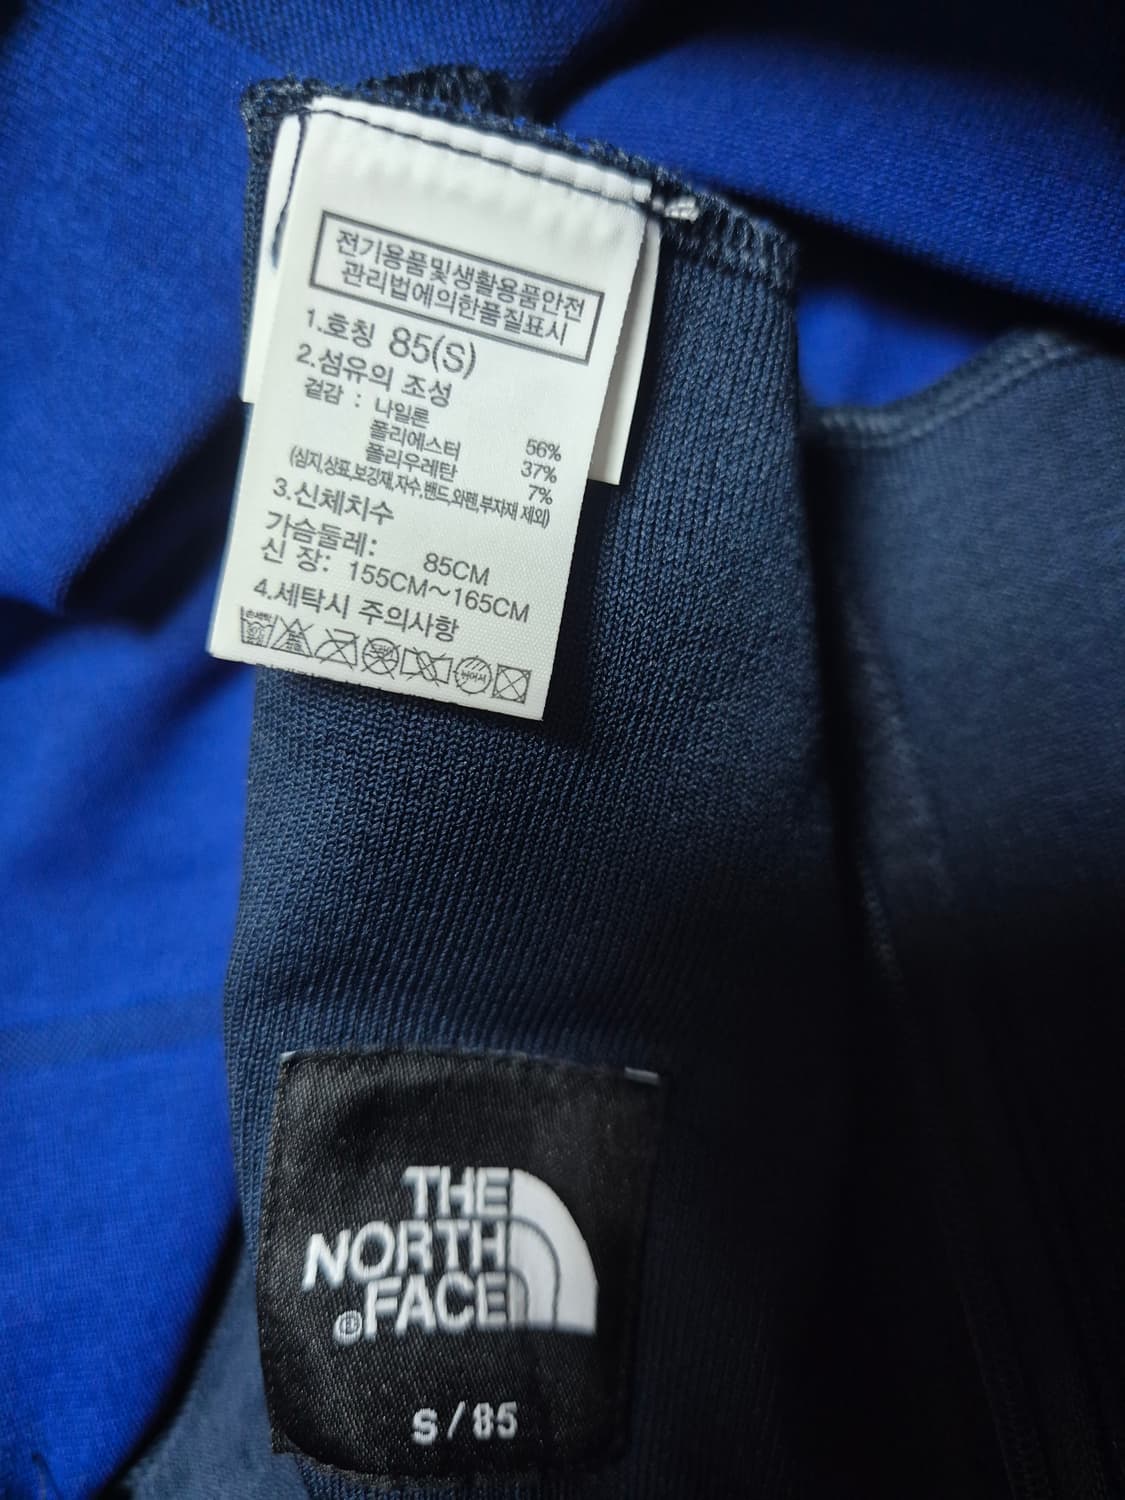 전기용품및생활용품안전
관리법에의한품질표시
1.호칭 85(S)
2.섬유의 조성
겉감 : 나일론 56%
폴리에스터 37%
폴리우레탄 7%
(심지,상표,보강재,자수,밴드,와펜,부자재 제외)
3.신체치수
가슴둘레: 85CM
신 장: 155CM~165CM
4.세탁시 주의사항
THE
NORTH
FACE
®
S / 85